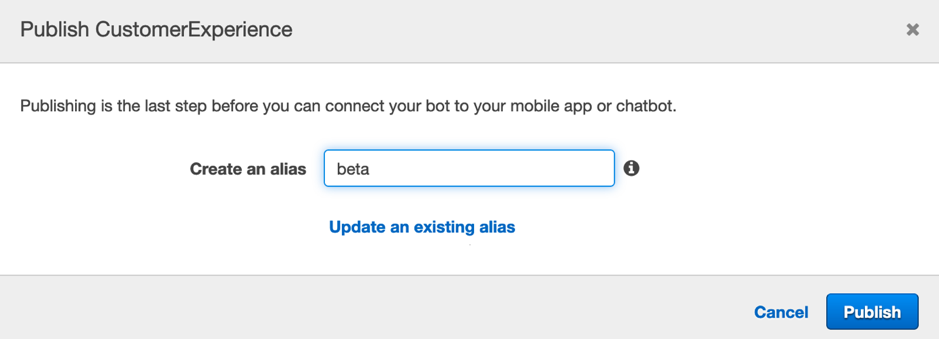 Publish CustomerExperience
Publishing is the last step before you can connect your bot to your mobile app or chatbot.
Create an alias beta
Update an existing alias
Cancel Publish